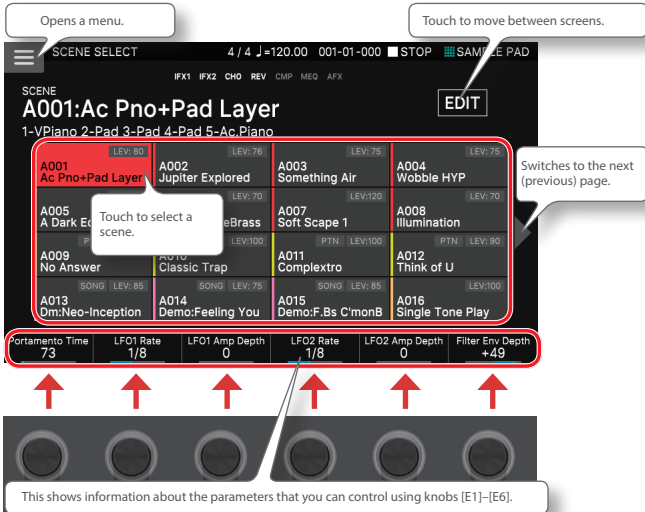 Opens a menu.
Touch to move between screens.
SCENE SELECT
4 / 4 ♩=120.00 001-01-000 STOP SAMPLE PAD
IFX1 IFX2 CHO REV CMP MEQ AFX
SCENE
A001:Ac Pno+Pad Layer
EDIT
1-VPiano 2-Pad 3-Pad 4-Pad 5-Ac.Piano
LEV: 80 LEV: 76 LEV: 75 LEV: 75
A001 A002 A003 A004
Ac Pno+Pad Layer Jupiter Explored Something Air Wobble HYP
Switches to the next
(previous) page.
Touch to select a
scene.
LEV: 70 LEV:120 LEV: 70
A005 A007 A008
A Dark eBrass Soft Scape 1 Illumination
LEV:100 PTN LEV:100 PTN LEV: 90
A009 A010 A011 A012
No Answer Classic Trap Complextro Think of U
SONG LEV: 85 SONG LEV: 75 SONG LEV: 85 LEV:100
A013 A014 A015 A016
Dm:Neo-Inception Demo:Feeling You Demo:F.Bs C'monB Single Tone Play
Portamento Time LFO1 Rate LFO1 Amp Depth LFO2 Rate LFO2 Amp Depth Filter Env Depth
73 1/8 0 1/8 0 +49
This shows information about the parameters that you can control using knobs [E1]–[E6].